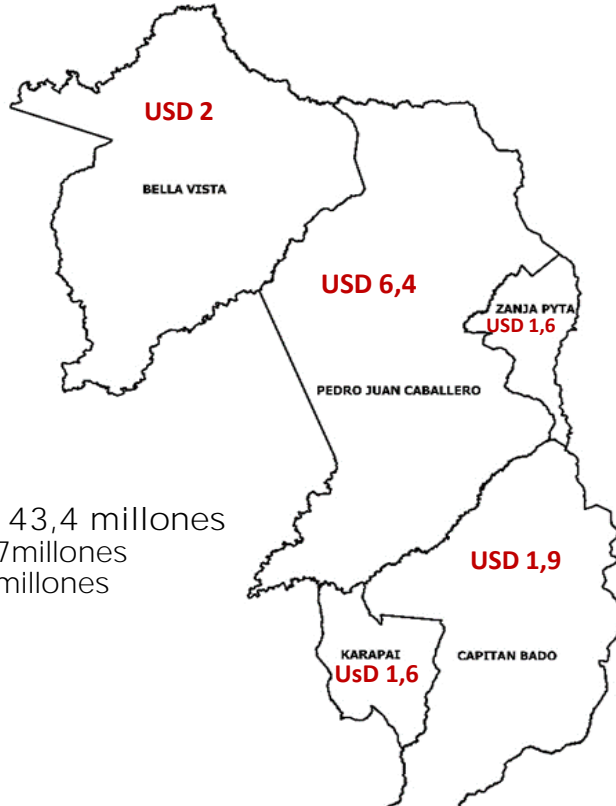 USD 2
BELLA VISTA
USD 6,4
ZANJA PYTA
USD 1,6
PEDRO JUAN CABALLERO
43,4 millones
7millones
millones
USD 1,9
KARAPAI
UsD 1,6
CAPITAN BADO